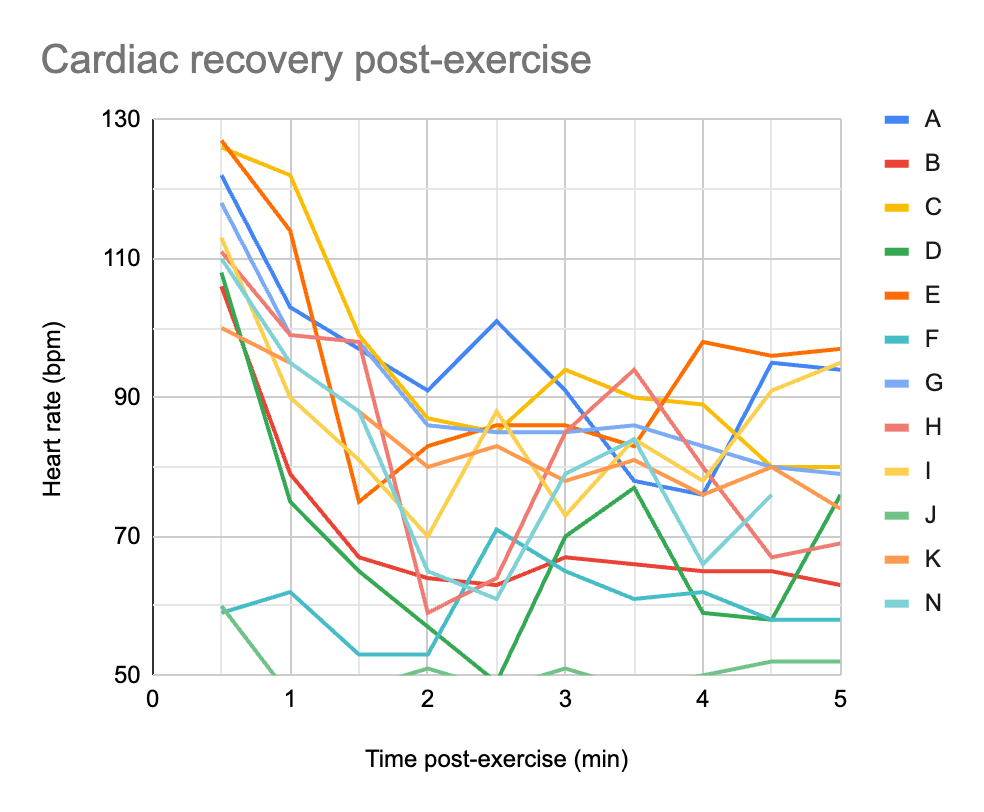 Cardiac recovery post-exercise
130
110
90
70
50
Heart rate (bpm)
0 1 2 3 4 5
Time post-exercise (min)
A
B
C
D
E
F
G
H
I
J
K
N